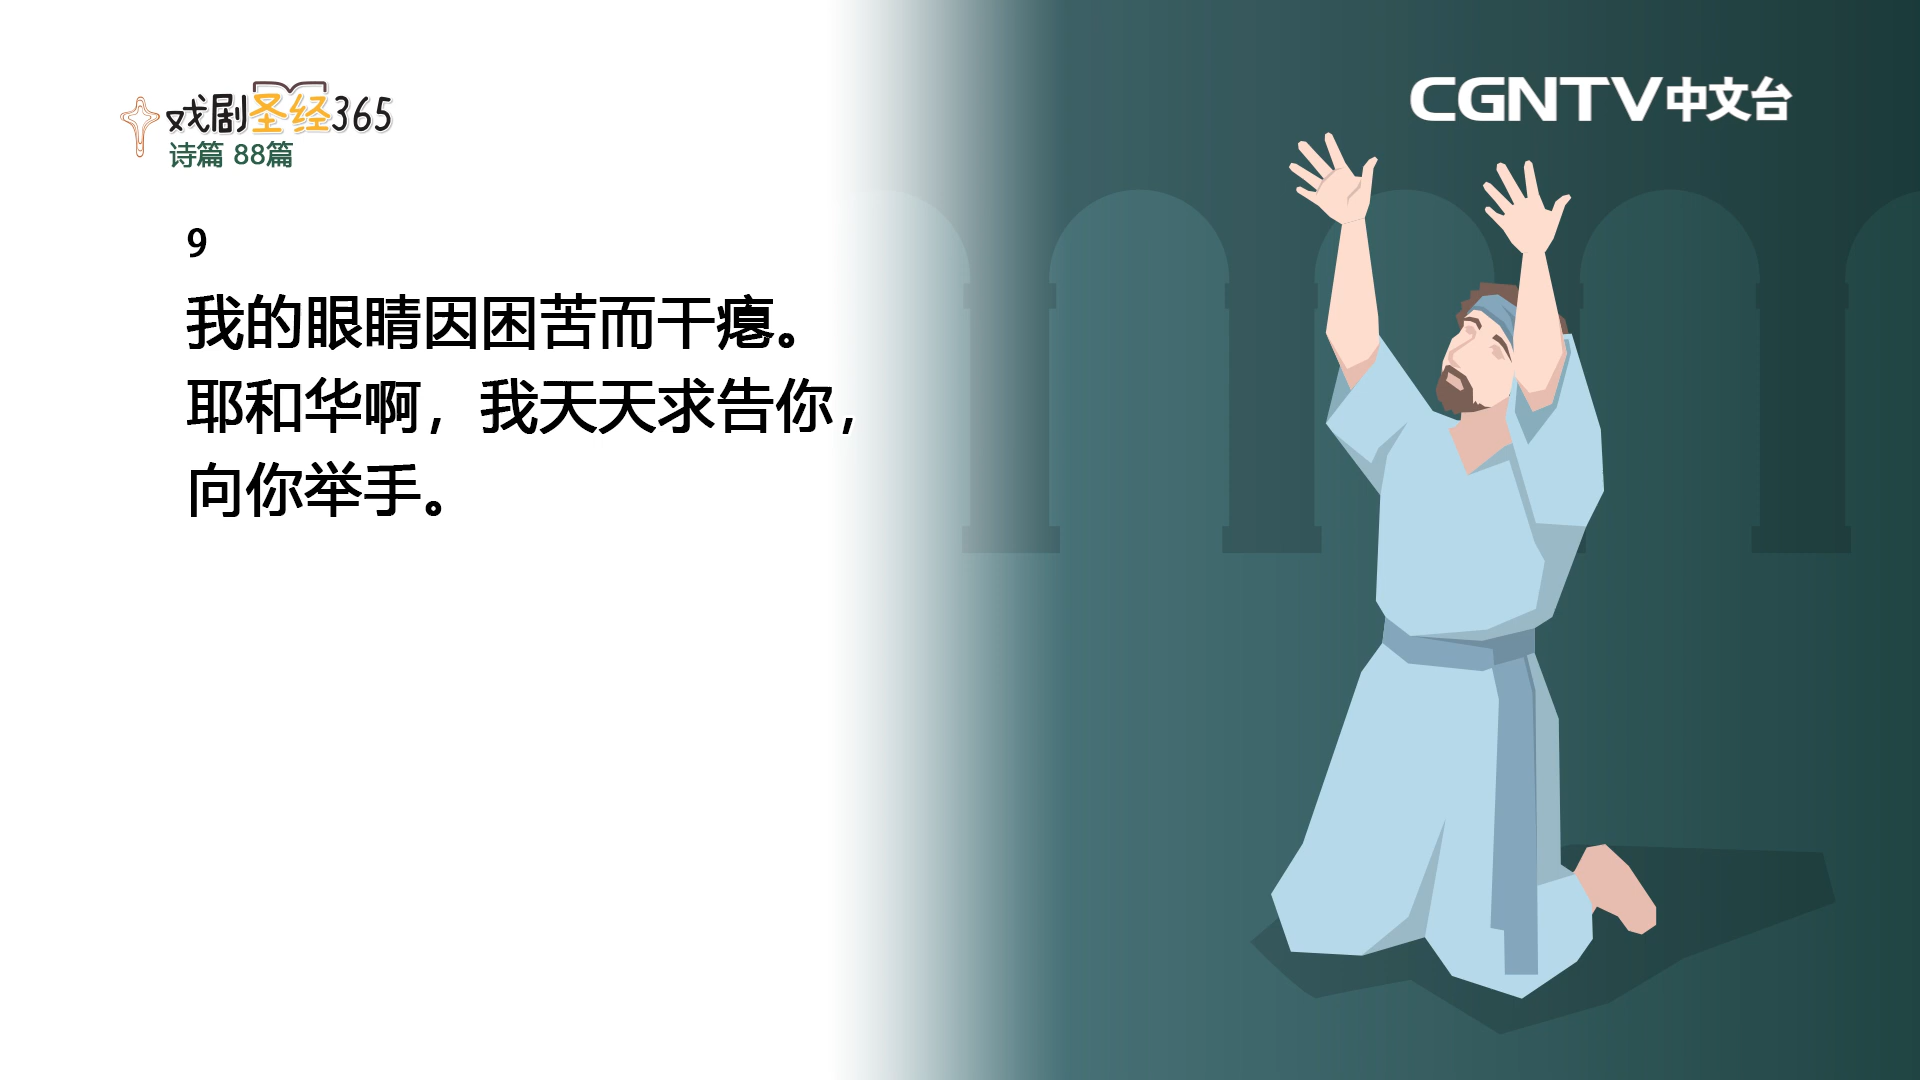 戏剧圣经365
诗篇 88篇
CGNTV中文台
9
我的眼睛因困苦而干瘪。
耶和华啊，我天天求告你，
向你举手。